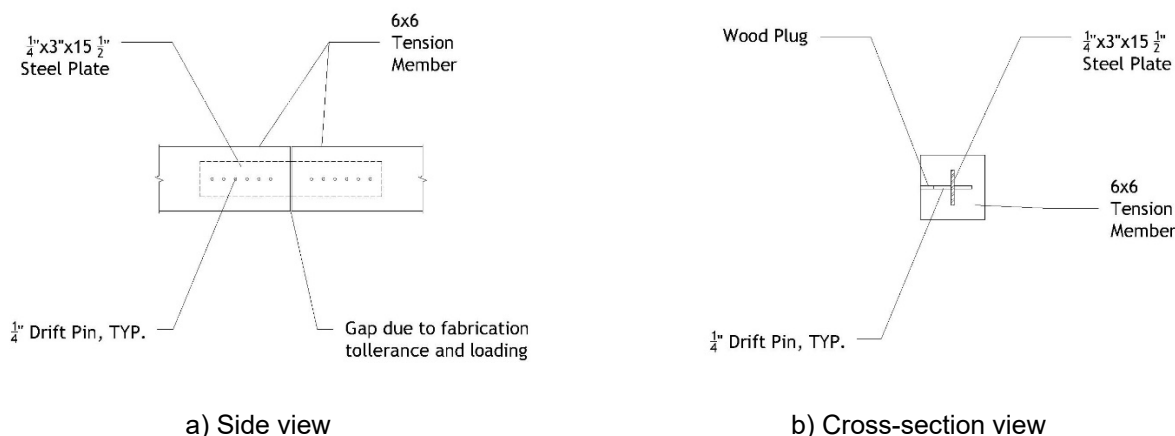 1/4"x3"x15 1/2"
Steel Plate
6x6
Tension
Member
1/4" Drift Pin, TYP.
Gap due to fabrication
tollerance and loading
a) Side view
Wood Plug
1/4"x3"x15 1/2"
Steel Plate
6x6
Tension
Member
1/4" Drift Pin, TYP.
b) Cross-section view